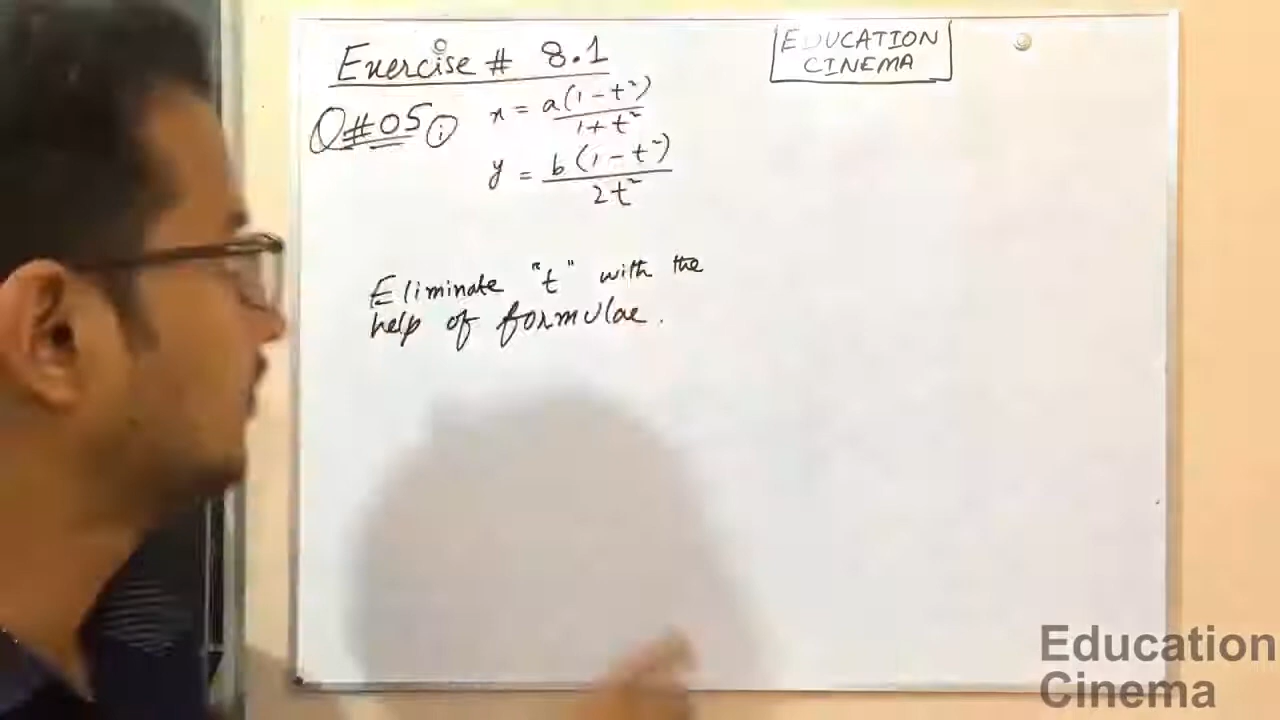 Exercise # 8.1
EDUCATION
CINEMA
Q#05 i
x = a(1-t²)/1+t²
y = b(1-t²)/2t²
Eliminate "t" with the
help of formulae.
Education
Cinema